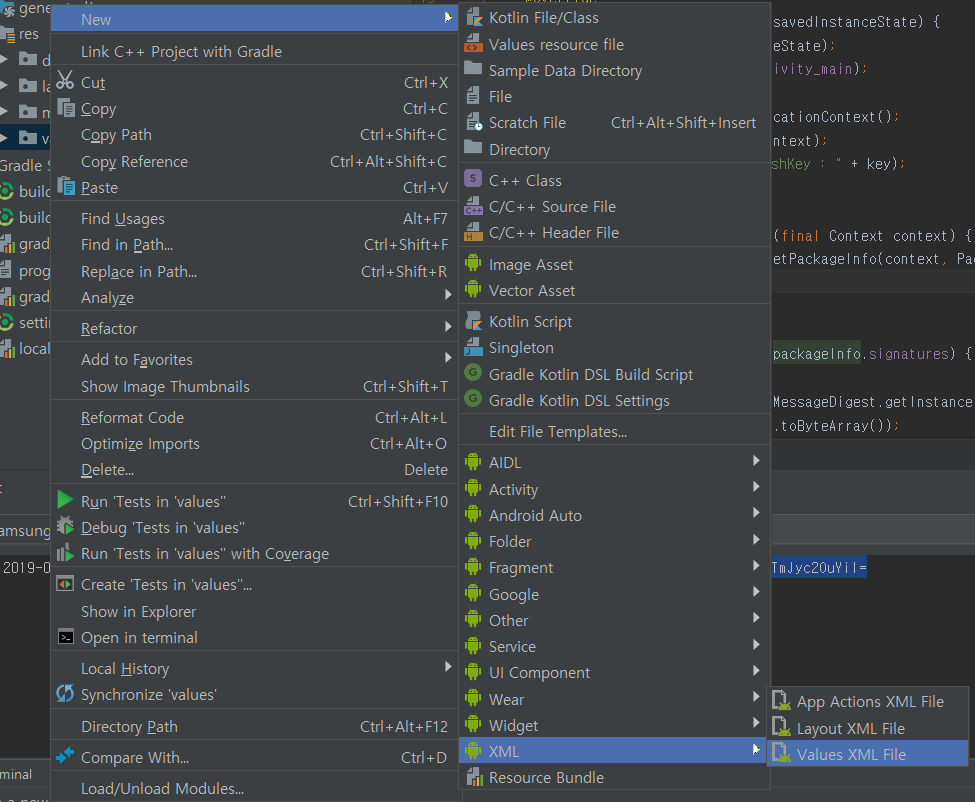 gene
res
New
Link C++ Project with Gradle
Cut Ctrl+X
Copy Ctrl+C
Copy Path Ctrl+Shift+C
Copy Reference Ctrl+Alt+Shift+C
Paste Ctrl+V
Find Usages Alt+F7
Find in Path... Ctrl+Shift+F
Replace in Path... Ctrl+Shift+R
Analyze
Refactor
Add to Favorites
Show Image Thumbnails Ctrl+Shift+T
Reformat Code Ctrl+Alt+L
Optimize Imports Ctrl+Alt+O
Delete... Delete
Run 'Tests in 'values'' Ctrl+Shift+F10
Debug 'Tests in 'values''
Run 'Tests in 'values'' with Coverage
Create 'Tests in 'values''...
Show in Explorer
Open in terminal
Local History
Synchronize 'values'
Directory Path Ctrl+Alt+F12
Compare With... Ctrl+D
Load/Unload Modules...
Kotlin File/Class
Values resource file
Sample Data Directory
File
Scratch File Ctrl+Alt+Shift+Insert
Directory
C++ Class
C/C++ Source File
C/C++ Header File
Image Asset
Vector Asset
Kotlin Script
Singleton
Gradle Kotlin DSL Build Script
Gradle Kotlin DSL Settings
Edit File Templates...
AIDL
Activity
Android Auto
Folder
Fragment
Google
Other
Service
UI Component
Wear
Widget
XML
Resource Bundle
App Actions XML File
Layout XML File
Values XML File
Gradle S
build
build
grad
prog
grad
settin
local
amsung
2019-0
minal
savedInstanceState) {
eState);
ivity_main);
cationContext();
ntext);
shKey : " + key);
(final Context context) {
etPackageInfo(context, Pa
packageInfo.signatures) {
MessageDigest.getInstance
.toByteArray());